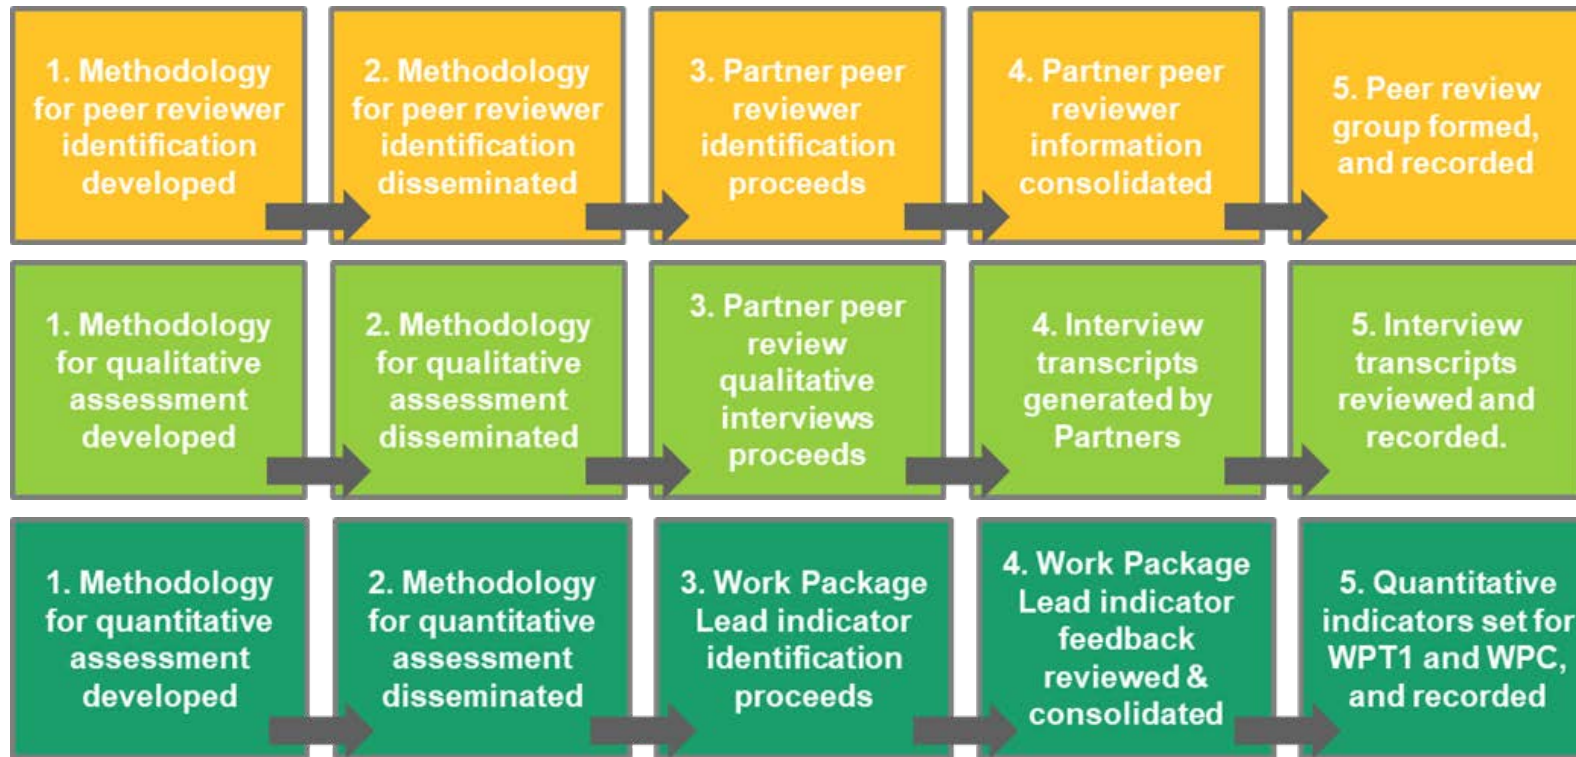 1. Methodology
for peer reviewer
identification
developed
2. Methodology
for peer reviewer
identification
disseminated
3. Partner peer
reviewer
identification
proceeds
4. Partner peer
reviewer
information
consolidated
5. Peer review
group formed,
and recorded
1. Methodology
for qualitative
assessment
developed
2. Methodology
for qualitative
assessment
disseminated
3. Partner peer
review
qualitative
interviews
proceeds
4. Interview
transcripts
generated by
Partners
5. Interview
transcripts
reviewed and
recorded.
1. Methodology
for quantitative
assessment
developed
2. Methodology
for quantitative
assessment
disseminated
3. Work Package
Lead indicator
identification
proceeds
4. Work Package
Lead indicator
feedback
reviewed &
consolidated
5. Quantitative
indicators set for
WPT1 and WPC,
and recorded